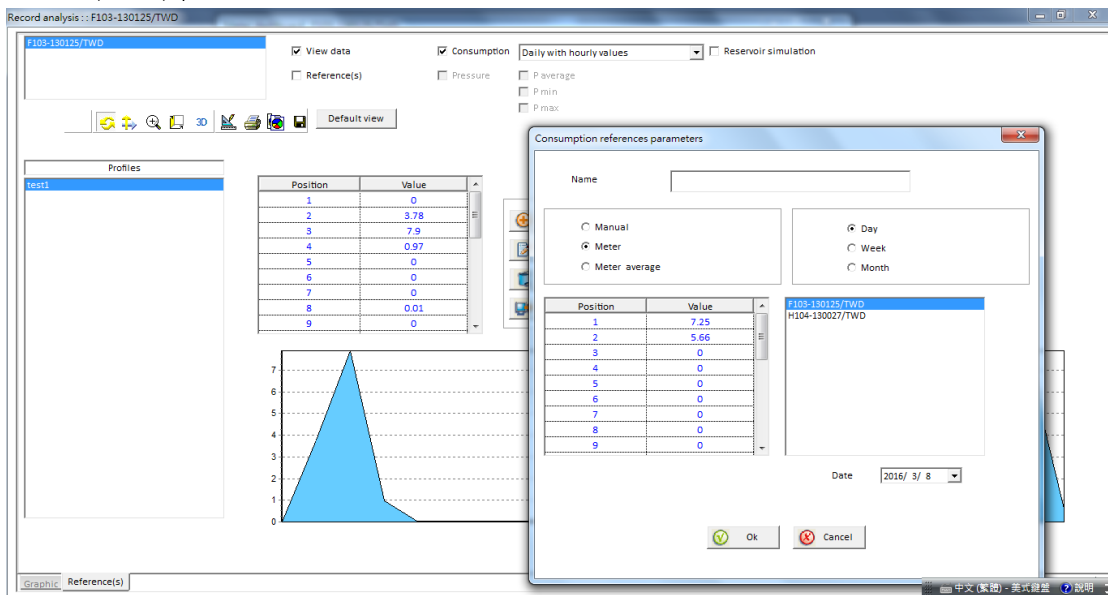 Record analysis : : F103-130125/TWD
F103-130125/TWD
View data
Consumption
Daily with hourly values
Reservoir simulation
Reference(s)
Pressure
P average
P min
P max
3D
Default view
Profiles
test1
Position Value
1 0
2 3.78
3 7.9
4 0.97
5 0
6 0
7 0
8 0.01
9 0
7
6
5
4
3
2
1
0
Consumption references parameters
Name
Manual
Meter
Meter average
Day
Week
Month
Position Value
1 7.25
2 5.66
3 0
4 0
5 0
6 0
7 0
8 0
9 0
F103-130125/TWD
H104-130027/TWD
Date 2016/ 3/ 8
Ok
Cancel
Graphic
Reference(s)
中文 (繁體) - 美式鍵盤
說明